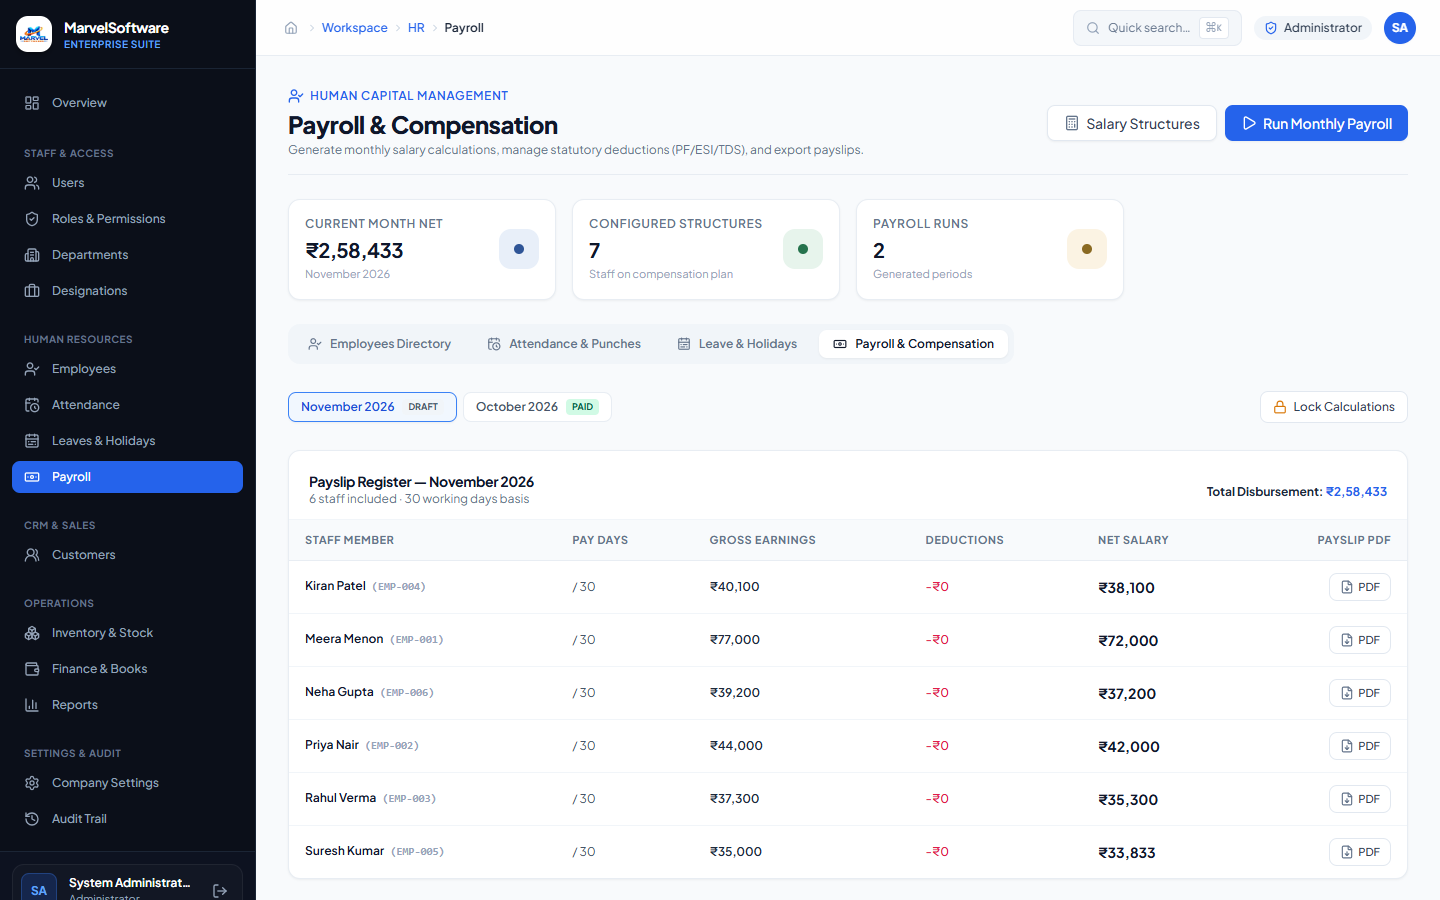 MARVEL
MarvelSoftware
ENTERPRISE SUITE
Overview
STAFF & ACCESS
Users
Roles & Permissions
Departments
Designations
HUMAN RESOURCES
Employees
Attendance
Leaves & Holidays
Payroll
CRM & SALES
Customers
OPERATIONS
Inventory & Stock
Finance & Books
Reports
SETTINGS & AUDIT
Company Settings
Audit Trail
SA
System Administrat...
Administrator
Workspace
HR
Payroll
Quick search...
⌘K
Administrator
SA
HUMAN CAPITAL MANAGEMENT
Payroll & Compensation
Generate monthly salary calculations, manage statutory deductions (PF/ESI/TDS), and export payslips.
Salary Structures
Run Monthly Payroll
CURRENT MONTH NET
₹2,58,433
November 2026
CONFIGURED STRUCTURES
7
Staff on compensation plan
PAYROLL RUNS
2
Generated periods
Employees Directory
Attendance & Punches
Leave & Holidays
Payroll & Compensation
November 2026 DRAFT
October 2026 PAID
Lock Calculations
Payslip Register — November 2026
6 staff included · 30 working days basis
Total Disbursement: ₹2,58,433
STAFF MEMBER PAY DAYS GROSS EARNINGS DEDUCTIONS NET SALARY PAYSLIP PDF
Kiran Patel (EMP-004) / 30 ₹40,100 -₹0 ₹38,100 PDF
Meera Menon (EMP-001) / 30 ₹77,000 -₹0 ₹72,000 PDF
Neha Gupta (EMP-006) / 30 ₹39,200 -₹0 ₹37,200 PDF
Priya Nair (EMP-002) / 30 ₹44,000 -₹0 ₹42,000 PDF
Rahul Verma (EMP-003) / 30 ₹37,300 -₹0 ₹35,300 PDF
Suresh Kumar (EMP-005) / 30 ₹35,000 -₹0 ₹33,833 PDF